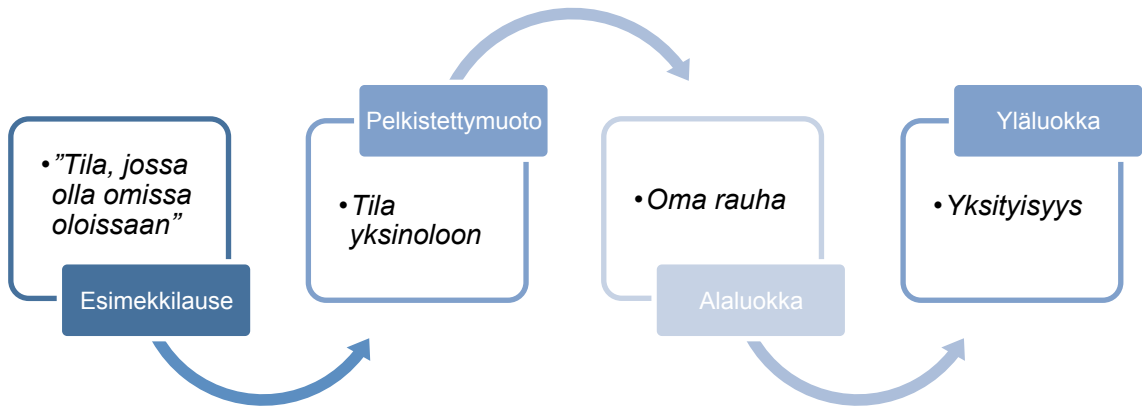 •”Tila, jossa
olla omissa
oloissaan”
Esimekkilause
Pelkistettymuoto
•Tila
yksinoloon
•Oma rauha
Alaluokka
Yläluokka
•Yksityisyys